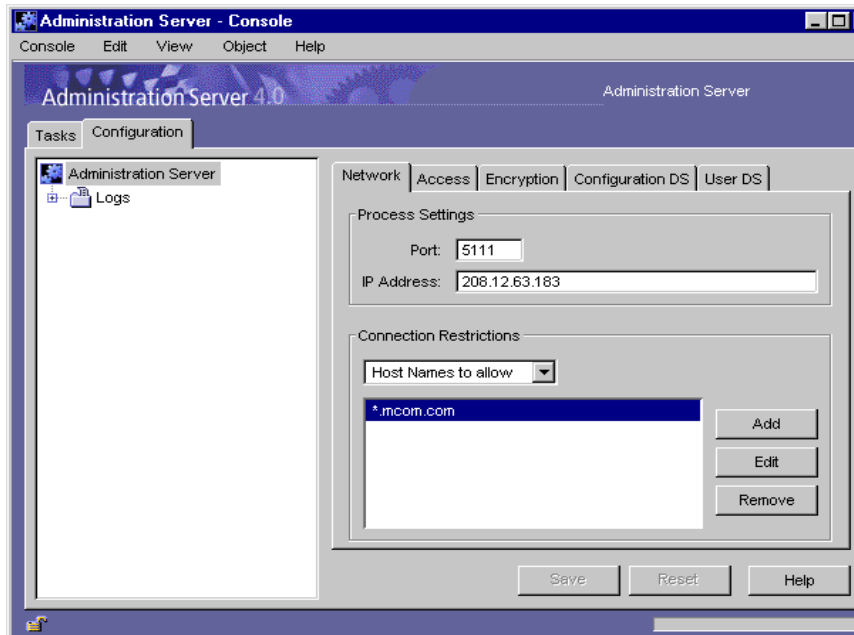 Administration Server - Console
Console Edit View Object Help
Administration Server 4.0
Administration Server
Tasks Configuration
Administration Server
Logs
Network Access Encryption Configuration DS User DS
Process Settings
Port: 5111
IP Address: 208.12.63.183
Connection Restrictions
Host Names to allow
*.mcom.com
Add
Edit
Remove
Save Reset Help